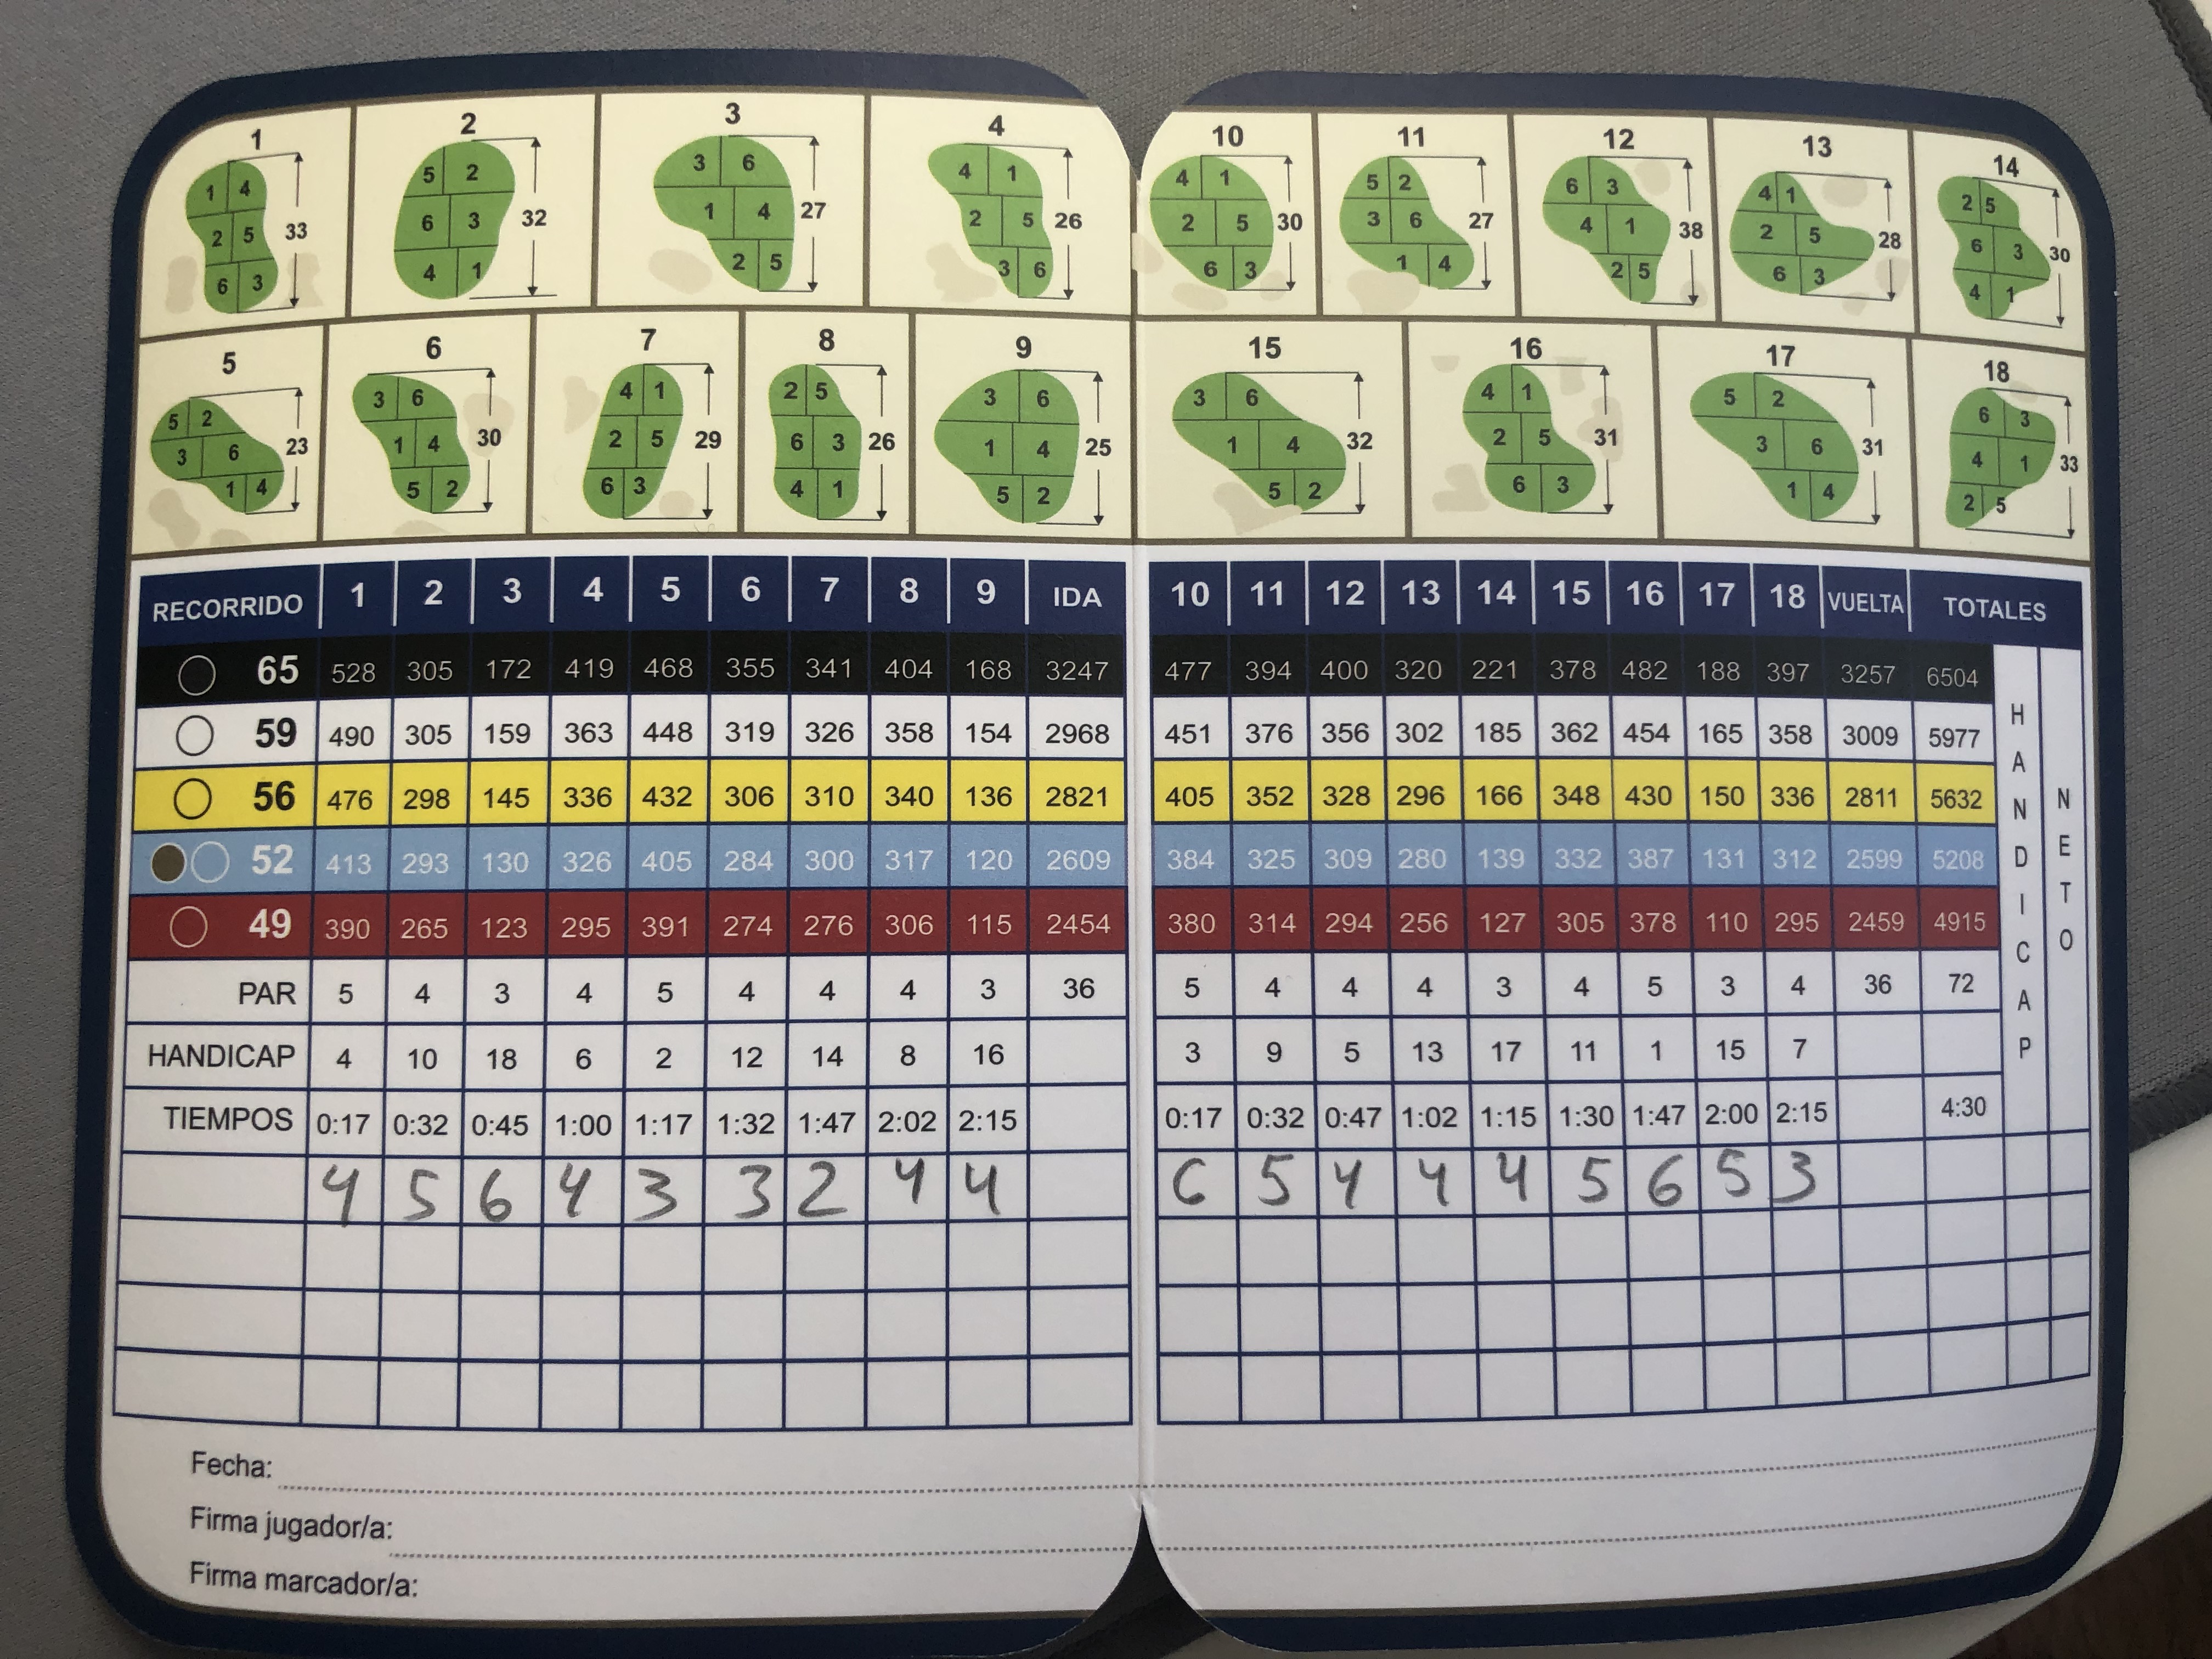 1 2 3 4 10 11 12 13 14
1 4 2 5 6 3 33
5 2 6 3 4 1 32
3 6 1 4 2 5 27
4 1 2 5 3 6 26
4 1 2 5 6 3 30
5 2 3 6 1 4 27
6 3 4 1 2 5 38
4 1 2 5 6 3 28
2 5 6 3 4 1 30
5 6 7 8 9 15 16 17 18
5 2 3 6 1 4 23
3 6 1 4 5 2 30
4 1 2 5 6 3 29
2 5 6 3 4 1 26
3 6 1 4 5 2 25
3 6 1 4 5 2 32
4 1 2 5 6 3 31
5 2 3 6 1 4 31
6 3 4 1 2 5 33
RECORRIDO 1 2 3 4 5 6 7 8 9 IDA 10 11 12 13 14 15 16 17 18 VUELTA TOTALES
65 528 305 172 419 468 355 341 404 168 3247 477 394 400 320 221 378 482 188 397 3257 6504
59 490 305 159 363 448 319 326 358 154 2968 451 376 356 302 185 362 454 165 358 3009 5977
56 476 298 145 336 432 306 310 340 136 2821 405 352 328 296 166 348 430 150 336 2811 5632
52 413 293 130 326 405 284 300 317 120 2609 384 325 309 280 139 332 387 131 312 2599 5208
49 390 265 123 295 391 274 276 306 115 2454 380 314 294 256 127 305 378 110 295 2459 4915
PAR 5 4 3 4 5 4 4 4 3 36 5 4 4 4 3 4 5 3 4 36 72
HANDICAP 4 10 18 6 2 12 14 8 16 3 9 5 13 17 11 1 15 7
TIEMPOS 0:17 0:32 0:45 1:00 1:17 1:32 1:47 2:02 2:15 0:17 0:32 0:47 1:02 1:15 1:30 1:47 2:00 2:15 4:30
HANDICAP
NETO
4 5 6 4 3 3 2 4 4 6 5 4 4 4 5 6 5 3
Fecha:
Firma jugador/a:
Firma marcador/a: